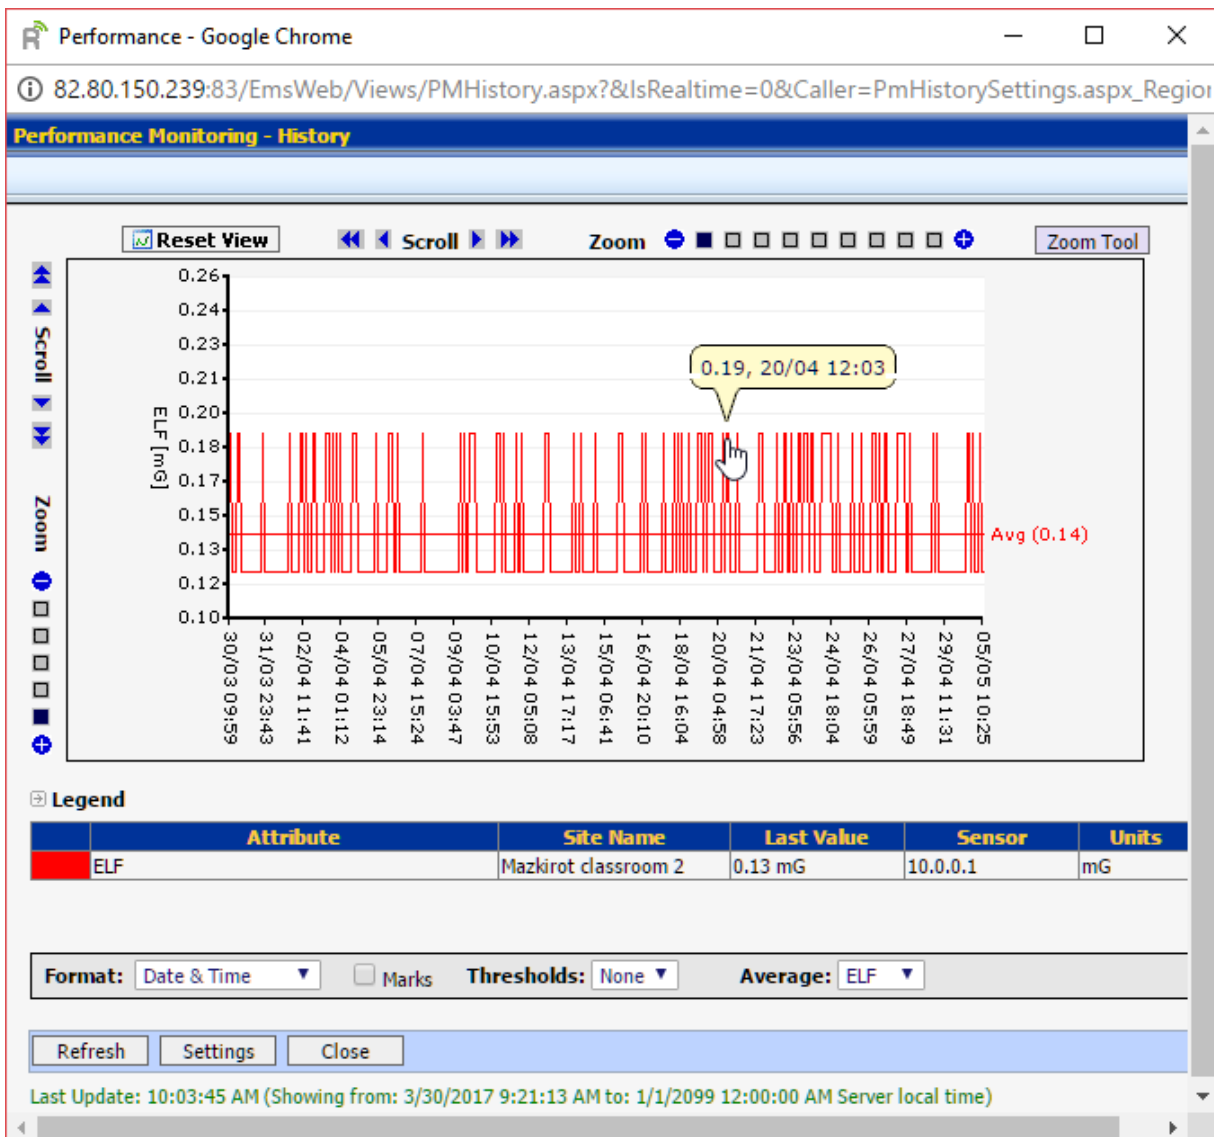 Performance - Google Chrome
82.80.150.239:83/EmsWeb/Views/PMHistory.aspx?&IsRealtime=0&Caller=PmHistorySettings.aspx_Region
Performance Monitoring - History
Reset View Scroll Zoom Zoom Tool
Scroll
Zoom
ELF [mG]
0.26
0.24
0.23
0.21
0.20
0.18
0.17
0.15
0.13
0.12
0.10
0.19, 20/04 12:03
Avg (0.14)
30/03 09:59
31/03 23:43
02/04 11:41
04/04 01:12
05/04 23:14
07/04 15:24
09/04 03:47
10/04 15:53
12/04 05:08
13/04 17:17
15/04 06:41
16/04 20:10
18/04 16:04
20/04 04:58
21/04 17:23
23/04 05:56
24/04 18:04
26/04 05:59
27/04 18:49
29/04 11:31
05/05 10:25
Legend
Attribute Site Name Last Value Sensor Units
ELF Mazkirot classroom 2 0.13 mG 10.0.0.1 mG
Format: Date & Time Marks Thresholds: None Average: ELF
Refresh Settings Close
Last Update: 10:03:45 AM (Showing from: 3/30/2017 9:21:13 AM to: 1/1/2099 12:00:00 AM Server local time)